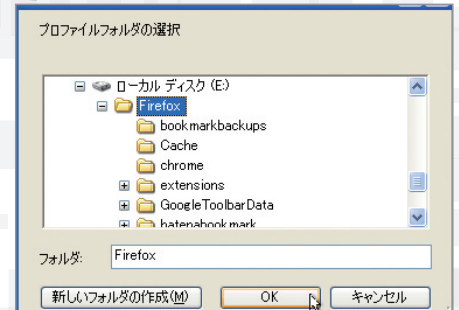 プロファイルフォルダの選択
ローカル ディスク (E:)
Firefox
bookmarkbackups
Cache
chrome
extensions
GoogleToolbarData
hatenabookmark
フォルダ: Firefox
新しいフォルダの作成(M) OK キャンセル